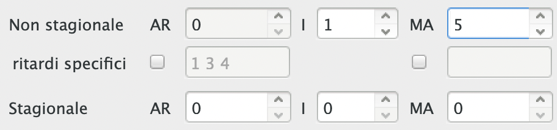 Non stagionale AR 0 I 1 MA 5
ritardi specifici 1 3 4
Stagionale AR 0 I 0 MA 0